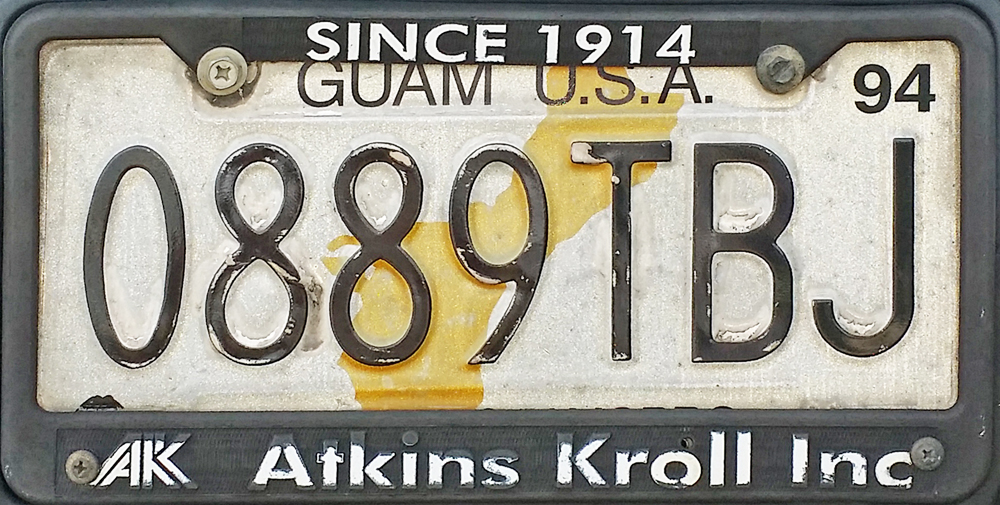 SINCE 1914
GUAM U.S.A.
94
0889TBJ
AK Atkins Kroll Inc